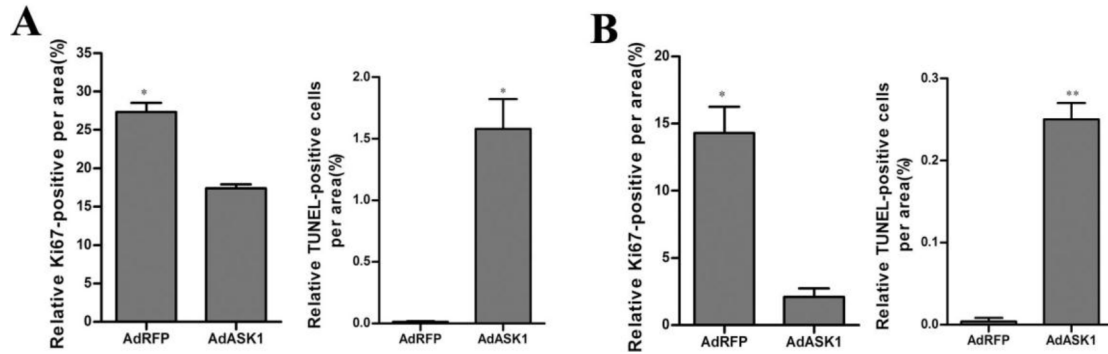 A
Relative Ki67-positive per area(%)
35
30
25
20
15
10
5
0
*
AdRFP
AdASK1
Relative TUNEL-positive cells
per area(%)
2.0
1.5
1.0
0.5
0.0
*
AdRFP
AdASK1
B
Relative Ki67-positive per area(%)
20
15
10
5
0
*
AdRFP
AdASK1
Relative TUNEL-positive cells
per area(%)
0.3
0.2
0.1
0.0
**
AdRFP
AdASK1